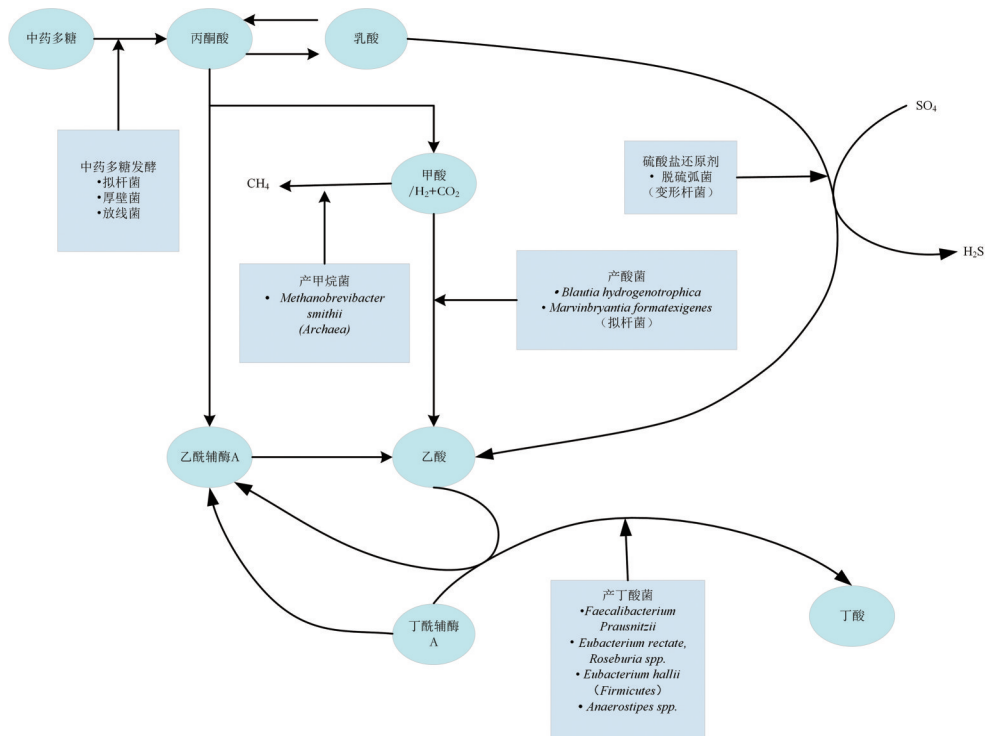 中药多糖
丙酮酸
乳酸
SO₄
中药多糖发酵
•拟杆菌
•厚壁菌
•放线菌
CH₄
甲酸
/H₂+CO₂
硫酸盐还原剂
• 脱硫弧菌
（变形杆菌）
H₂S
产甲烷菌
• Methanobrevibacter
smithii
(Archaea)
产酸菌
• Blautia hydrogenotrophica
• Marvinbryantia formatexigenes
（拟杆菌）
乙酰辅酶A
乙酸
丁酰辅酶
A
产丁酸菌
•Faecalibacterium
Prausnitzii
• Eubacterium rectate,
Roseburia spp.
• Eubacterium hallii
（Firmicutes）
• Anaerostipes spp.
丁酸